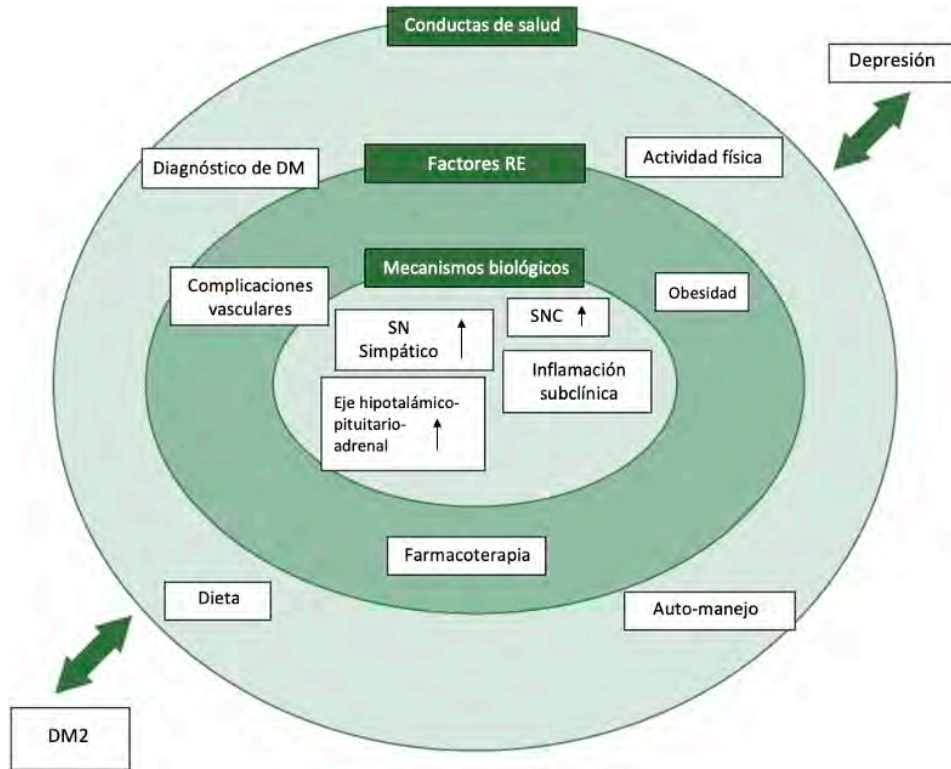 Conductas de salud
Depresión
Diagnóstico de DM
Factores RE
Actividad física
Mecanismos biológicos
Complicaciones
vasculares
Obesidad
SN
Simpático
SNC
Inflamación
subclínica
Eje hipotalámico-
pituitario-
adrenal
Farmacoterapia
Dieta
Auto-manejo
DM2